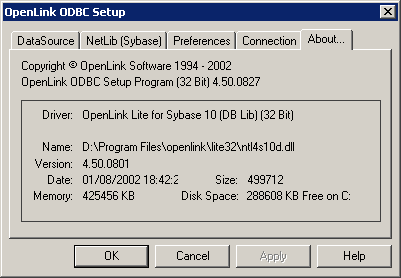 OpenLink ODBC Setup
DataSource NetLib (Sybase) Preferences Connection About...
Copyright © OpenLink Software 1994 - 2002
OpenLink ODBC Setup Program (32 Bit) 4.50.0827
Driver: OpenLink Lite for Sybase 10 (DB Lib) (32 Bit)
Name: D:\Program Files\openlink\lite32\ntl4s10d.dll
Version: 4.50.0801
Date: 01/08/2002 18:42:2 Size: 499712
Memory: 425456 KB Disk Space: 288608 KB Free on C:
OK Cancel Apply Help